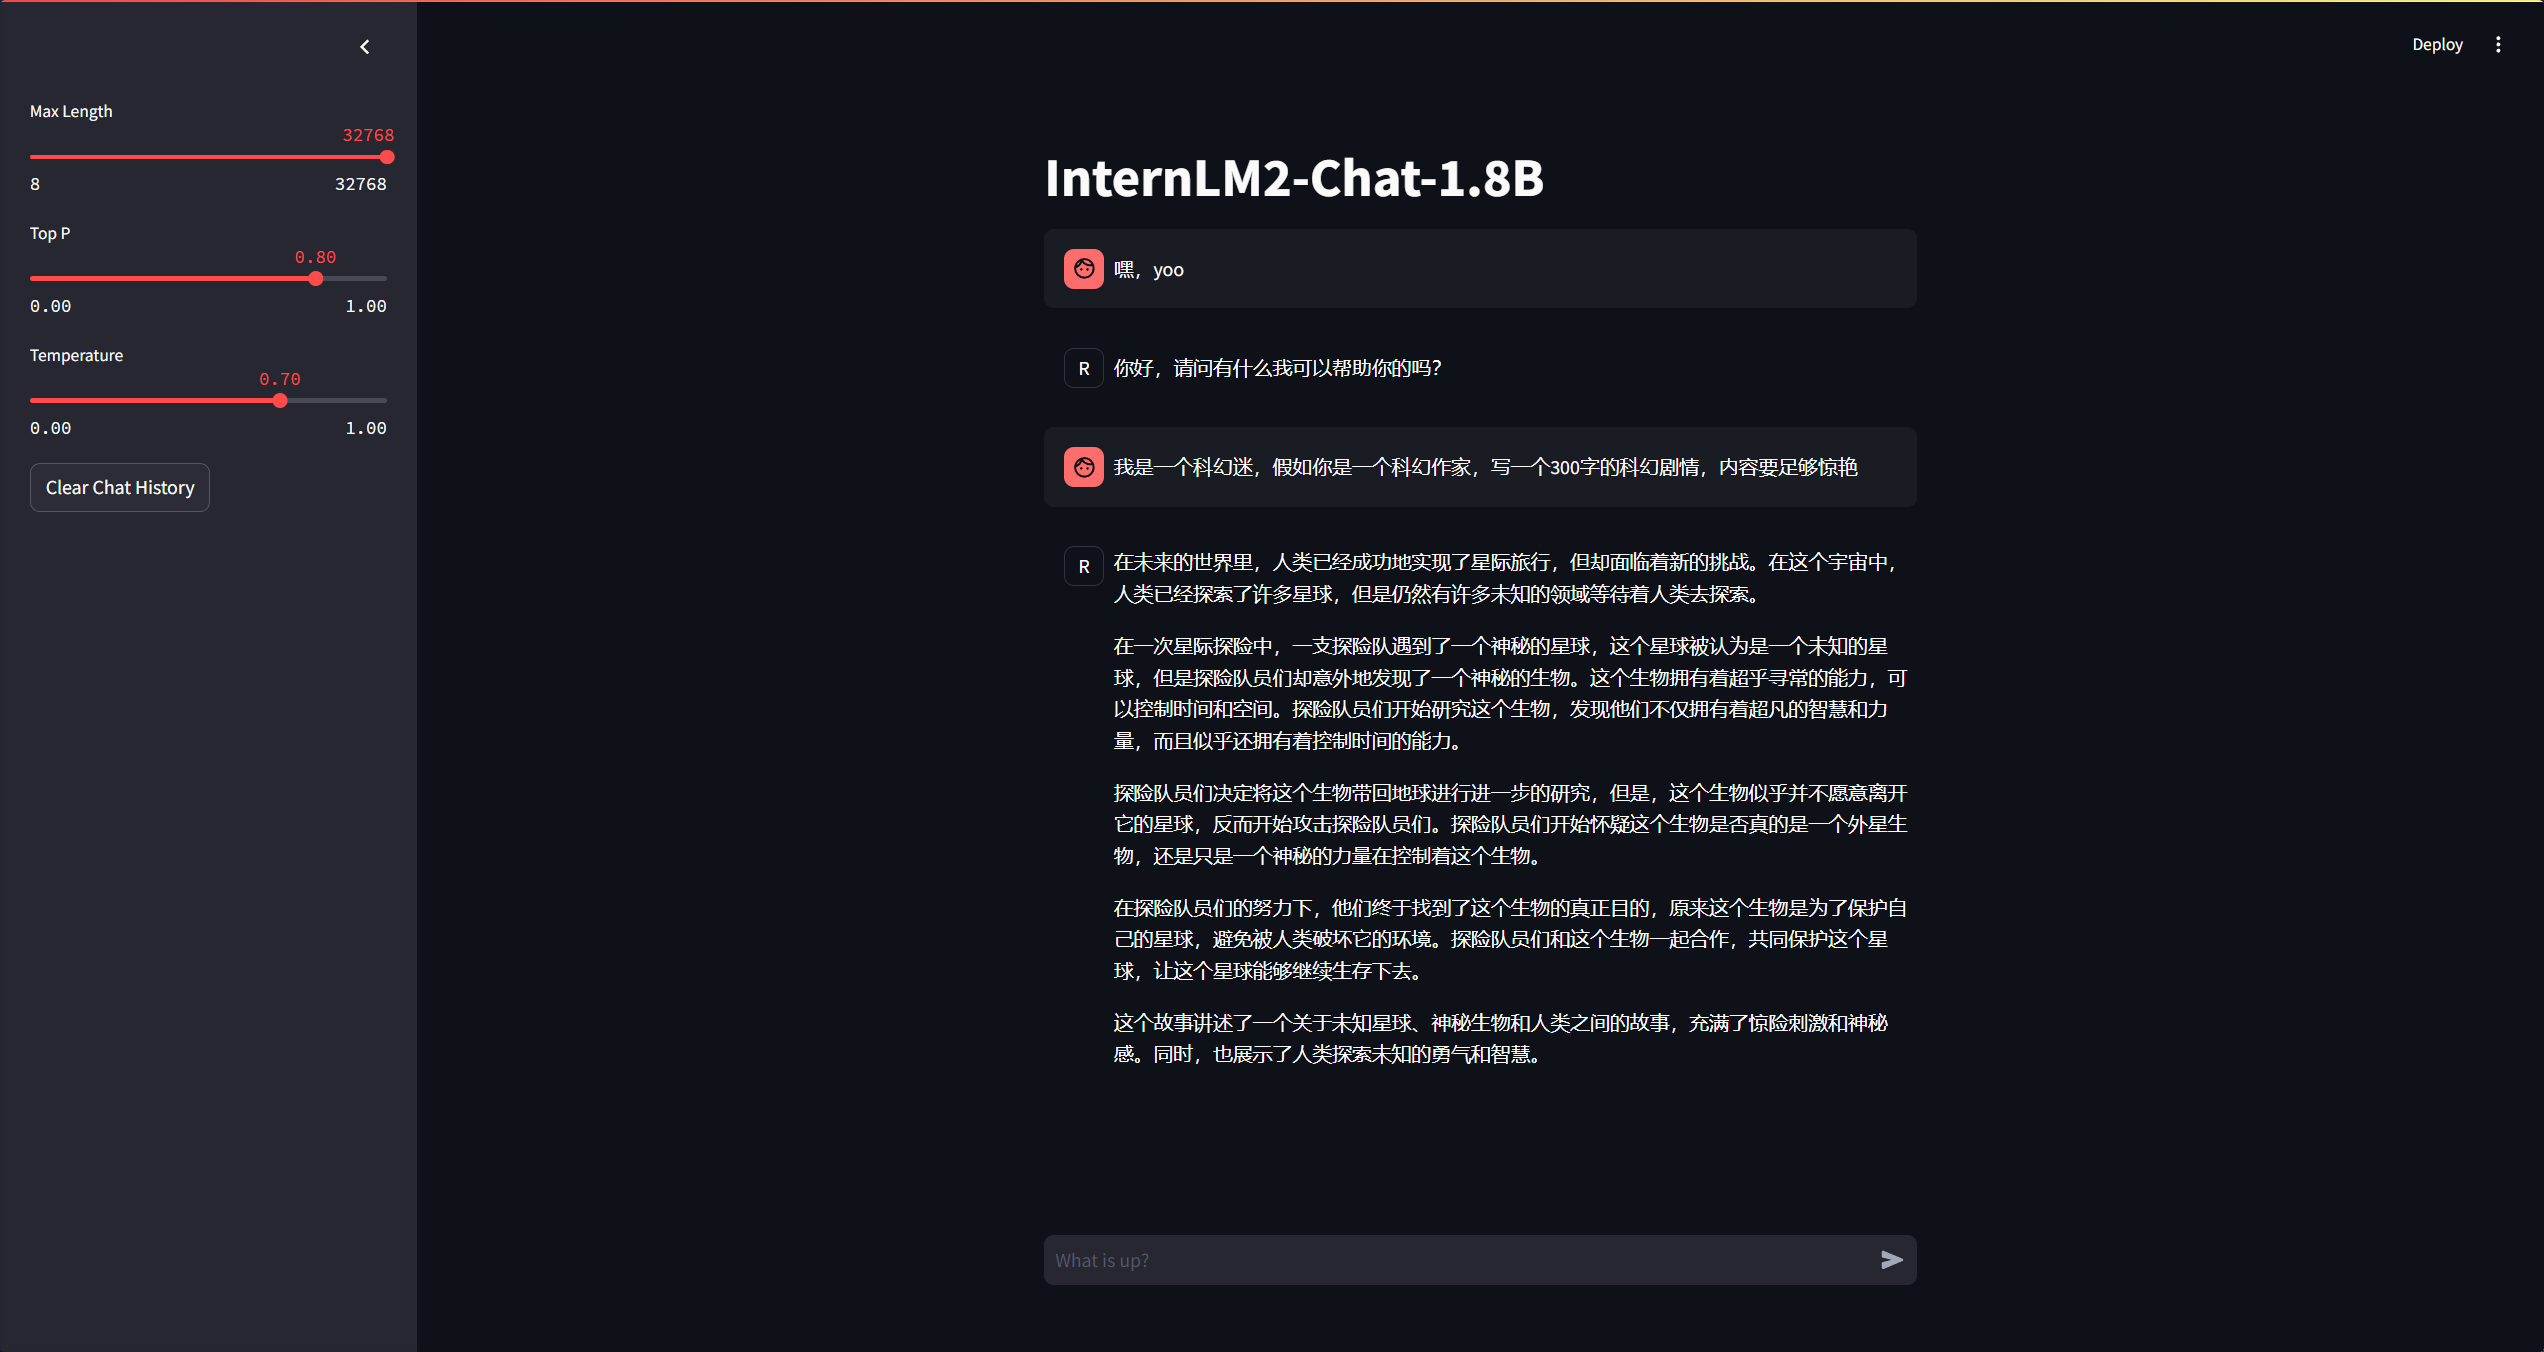 Deploy
Max Length
32768
8 32768
Top P
0.80
0.00 1.00
Temperature
0.70
0.00 1.00
Clear Chat History
InternLM2-Chat-1.8B
嘿，yoo
R 你好，请问有什么我可以帮助你的吗？
我是一个科幻迷，假如你是一个科幻作家，写一个300字的科幻剧情，内容要足够惊艳
R 在未来的世界里，人类已经成功地实现了星际旅行，但却面临着新的挑战。在这个宇宙中，
人类已经探索了许多星球，但是仍然有许多未知的领域等待着人类去探索。
在一次星际探险中，一支探险队遇到了一个神秘的星球，这个星球被认为是一个未知的星
球，但是探险队员们却意外地发现了一个神秘的生物。这个生物拥有着超乎寻常的能力，可
以控制时间和空间。探险队员们开始研究这个生物，发现他们不仅拥有着超凡的智慧和力
量，而且似乎还拥有着控制时间的能力。
探险队员们决定将这个生物带回地球进行进一步的研究，但是，这个生物似乎并不愿意离开
它的星球，反而开始攻击探险队员们。探险队员们开始怀疑这个生物是否真的是一个外星生
物，还是只是一个神秘的力量在控制着这个生物。
在探险队员们的努力下，他们终于找到了这个生物的真正目的，原来这个生物是为了保护自
己的星球，避免被人类破坏它的环境。探险队员们和这个生物一起合作，共同保护这个星
球，让这个星球能够继续生存下去。
这个故事讲述了一个关于未知星球、神秘生物和人类之间的故事，充满了惊险刺激和神秘
感。同时，也展示了人类探索未知的勇气和智慧。
What is up?